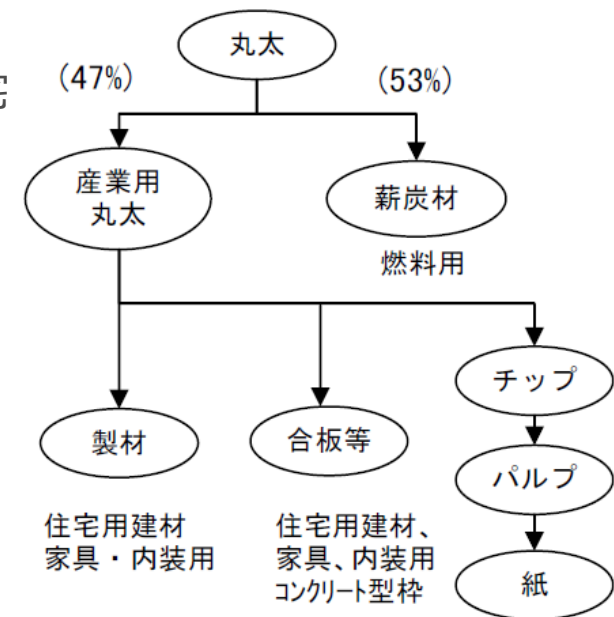 丸太
(47%)
(53%)
産業用
丸太
薪炭材
燃料用
チップ
製材
合板等
パルプ
住宅用建材
家具・内装用
住宅用建材、
家具、内装用
コンクリート型枠
紙